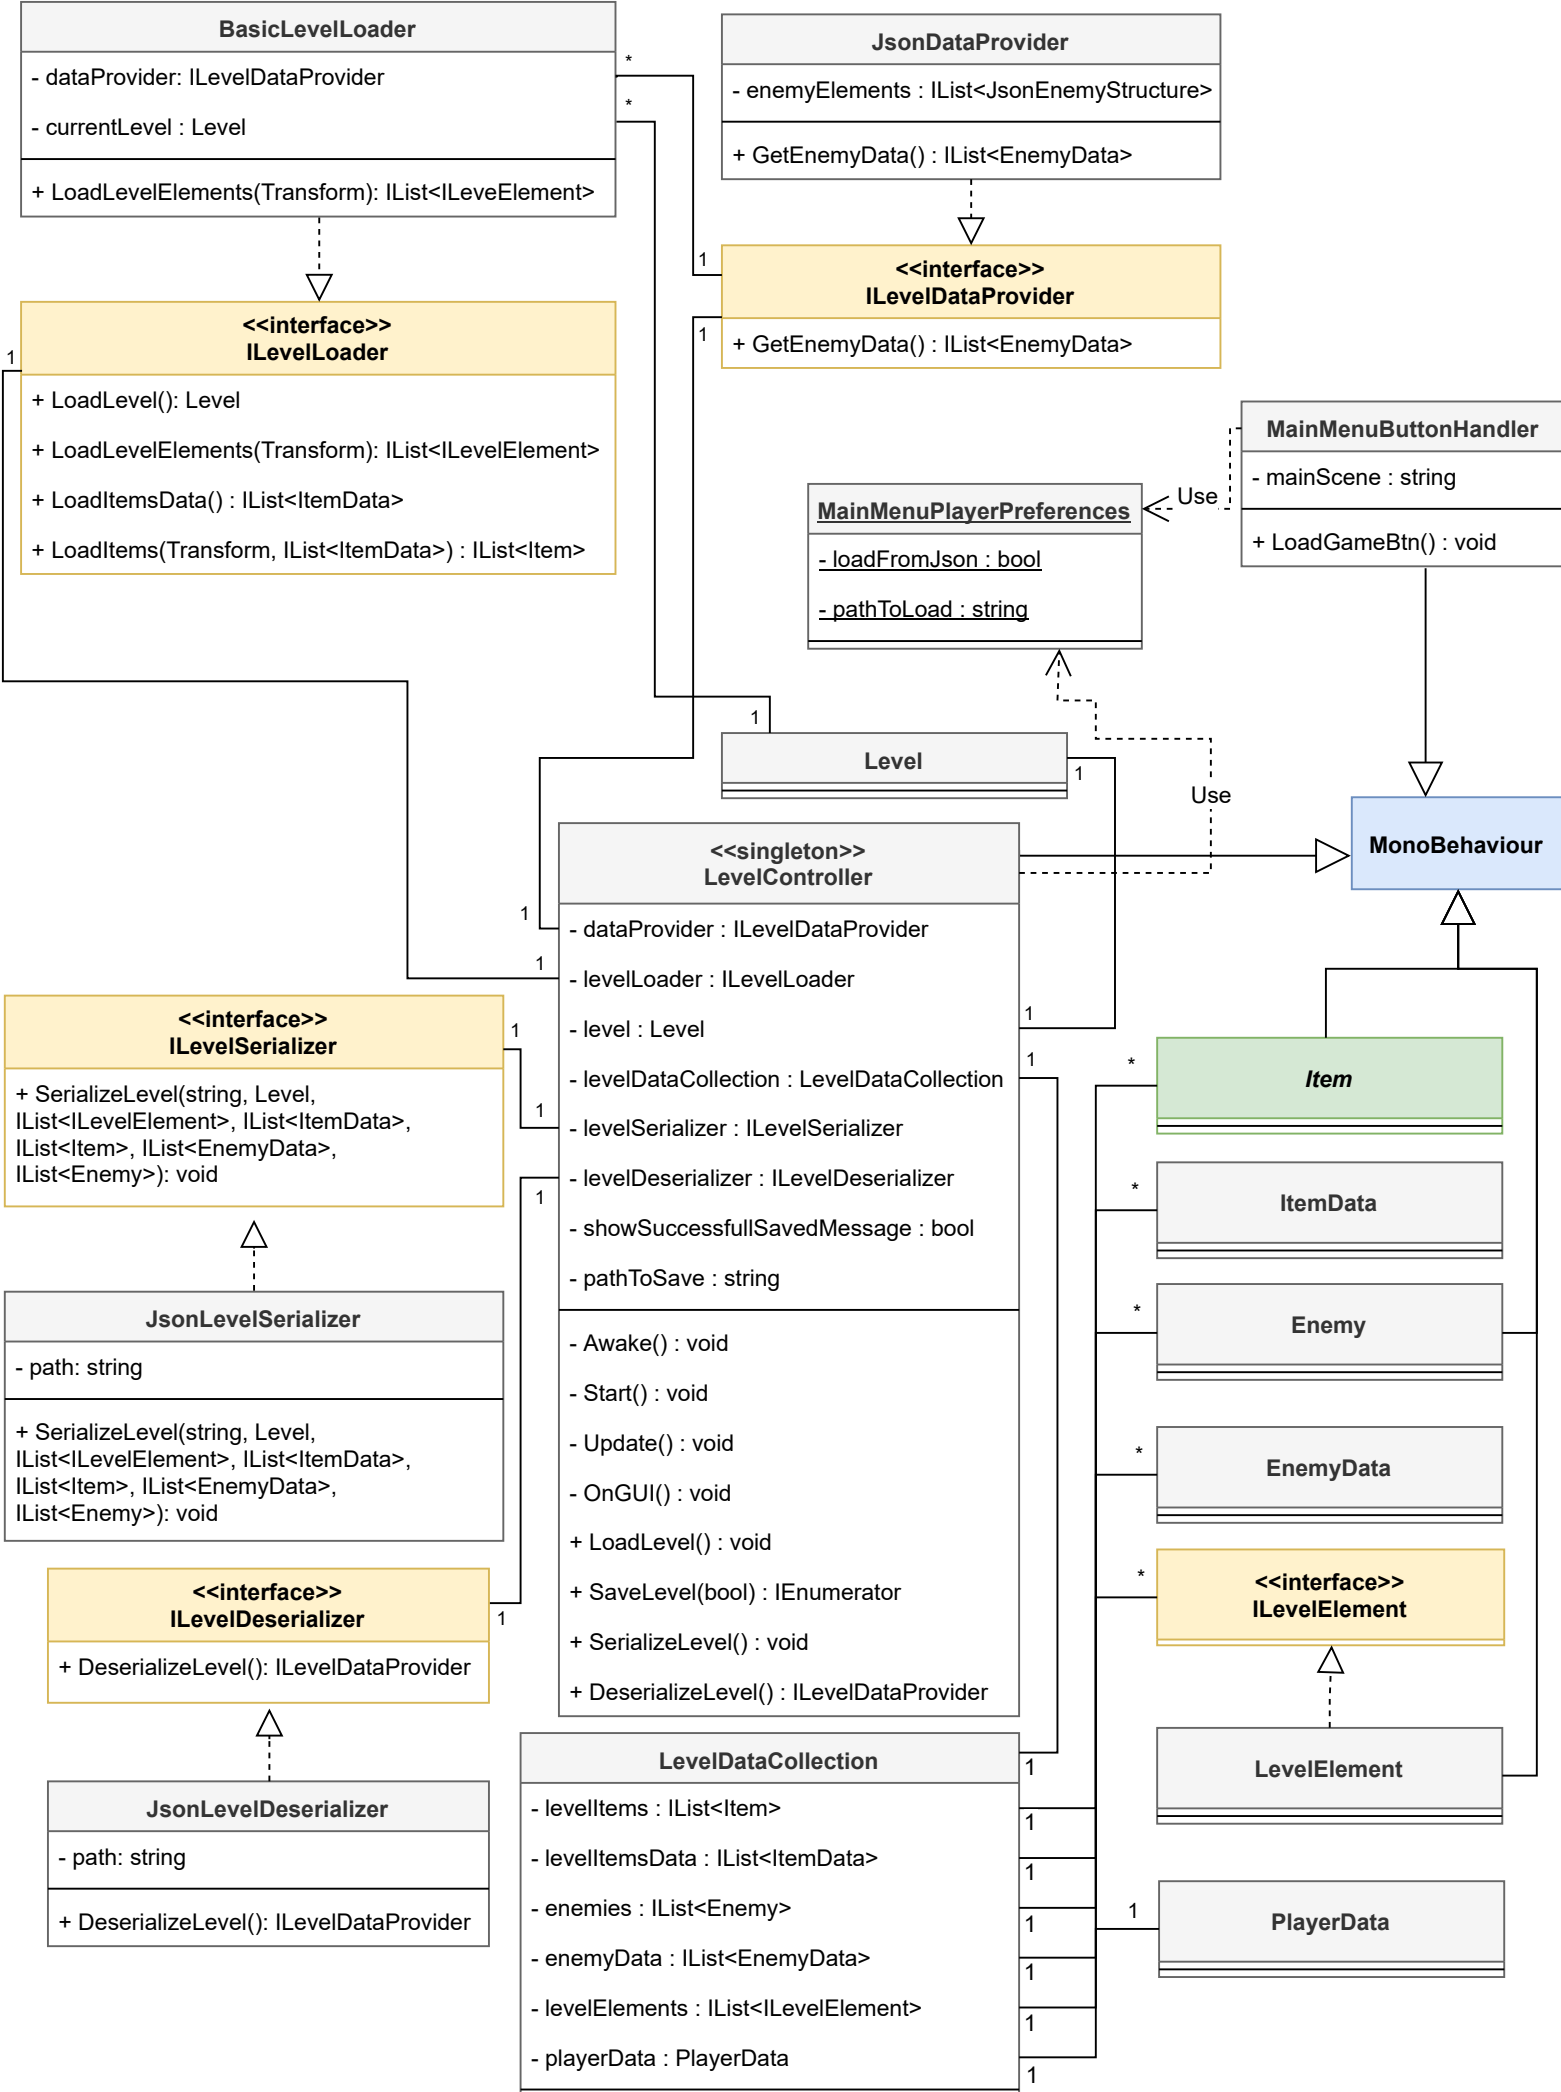 BasicLevelLoader
- dataProvider: ILevelDataProvider
- currentLevel : Level
+ LoadLevelElements(Transform): IList<ILeveElement>
*
*
JsonDataProvider
- enemyElements : IList<JsonEnemyStructure>
+ GetEnemyData() : IList<EnemyData>
1
<<interface>>
ILevelDataProvider
+ GetEnemyData() : IList<EnemyData>
1
1
<<interface>>
ILevelLoader
+ LoadLevel(): Level
+ LoadLevelElements(Transform): IList<ILevelElement>
+ LoadItemsData() : IList<ItemData>
+ LoadItems(Transform, IList<ItemData>) : IList<Item>
MainMenuButtonHandler
- mainScene : string
+ LoadGameBtn() : void
Use
MainMenuPlayerPreferences
- loadFromJson : bool
- pathToLoad : string
1
Level
1
Use
MonoBehaviour
<<singleton>>
LevelController
- dataProvider : ILevelDataProvider
- levelLoader : ILevelLoader
- level : Level
- levelDataCollection : LevelDataCollection
- levelSerializer : ILevelSerializer
- levelDeserializer : ILevelDeserializer
- showSuccessfullSavedMessage : bool
- pathToSave : string
- Awake() : void
- Start() : void
- Update() : void
- OnGUI() : void
+ LoadLevel() : void
+ SaveLevel(bool) : IEnumerator
+ SerializeLevel() : void
+ DeserializeLevel() : ILevelDataProvider
1
1
1
1
1
1
1
<<interface>>
ILevelSerializer
+ SerializeLevel(string, Level,
IList<ILevelElement>, IList<ItemData>,
IList<Item>, IList<EnemyData>,
IList<Enemy>): void
JsonLevelSerializer
- path: string
+ SerializeLevel(string, Level,
IList<ILevelElement>, IList<ItemData>,
IList<Item>, IList<EnemyData>,
IList<Enemy>): void
<<interface>>
ILevelDeserializer
+ DeserializeLevel(): ILevelDataProvider
1
JsonLevelDeserializer
- path: string
+ DeserializeLevel(): ILevelDataProvider
*
Item
*
ItemData
*
Enemy
*
EnemyData
*
<<interface>>
ILevelElement
LevelElement
1
PlayerData
LevelDataCollection
- levelItems : IList<Item>
- levelItemsData : IList<ItemData>
- enemies : IList<Enemy>
- enemyData : IList<EnemyData>
- levelElements : IList<ILevelElement>
- playerData : PlayerData
1
1
1
1
1
1
1